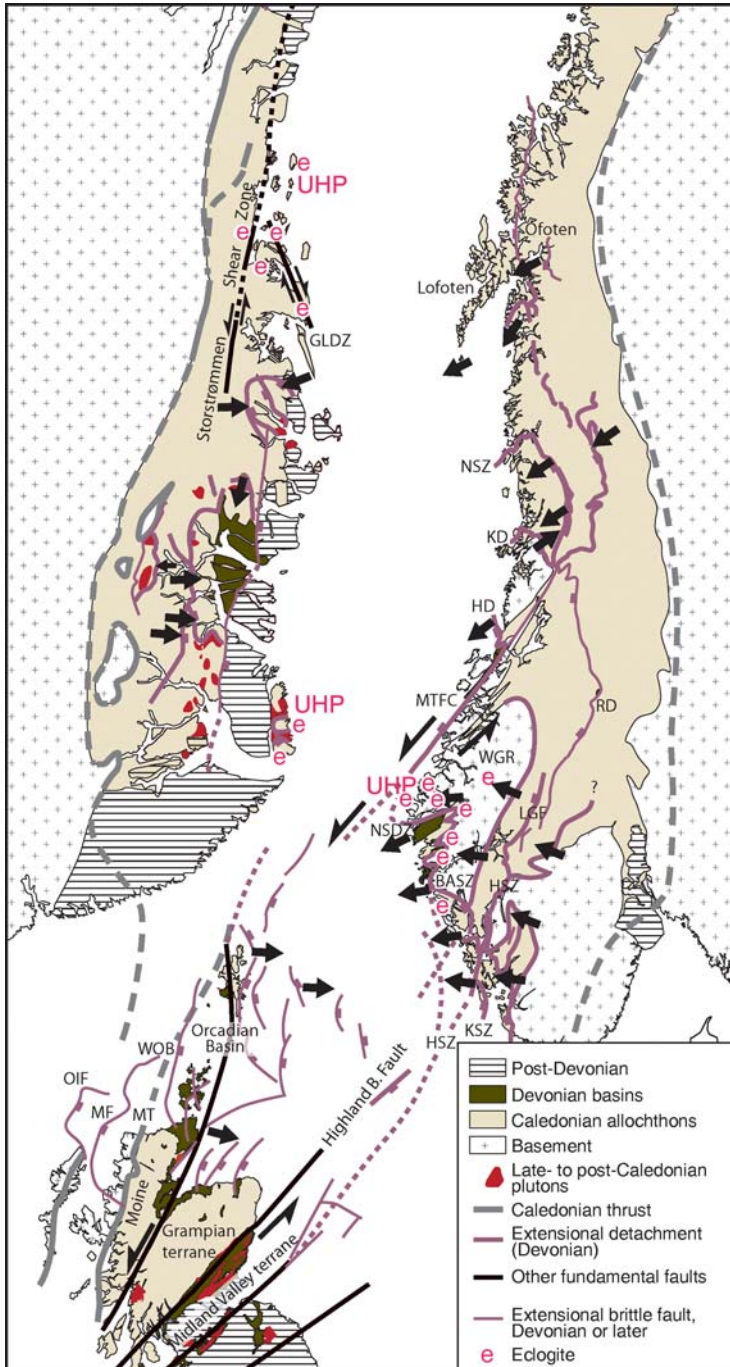 e
UHP
e
e
e
e
Storstrømmen Shear Zone
GLDZ
Ofoten
Lofoten
NSZ
KD
HD
MTFC
RD
WGR
e
UHP
e
e
UHP
e
e
e
e
e
NSD
e
e
LGF
?
BASZ
HSZ
e
Orcadian
Basin
WOB
OIF
MF
MT
KSZ
HSZ
Highland B. Fault
Moine
Grampian
terrane
Midland Valley terrane
Post-Devonian
Devonian basins
Caledonian allochthons
Basement
Late- to post-Caledonian
plutons
Caledonian thrust
Extensional detachment
(Devonian)
Other fundamental faults
Extensional brittle fault,
Devonian or later
e Eclogite